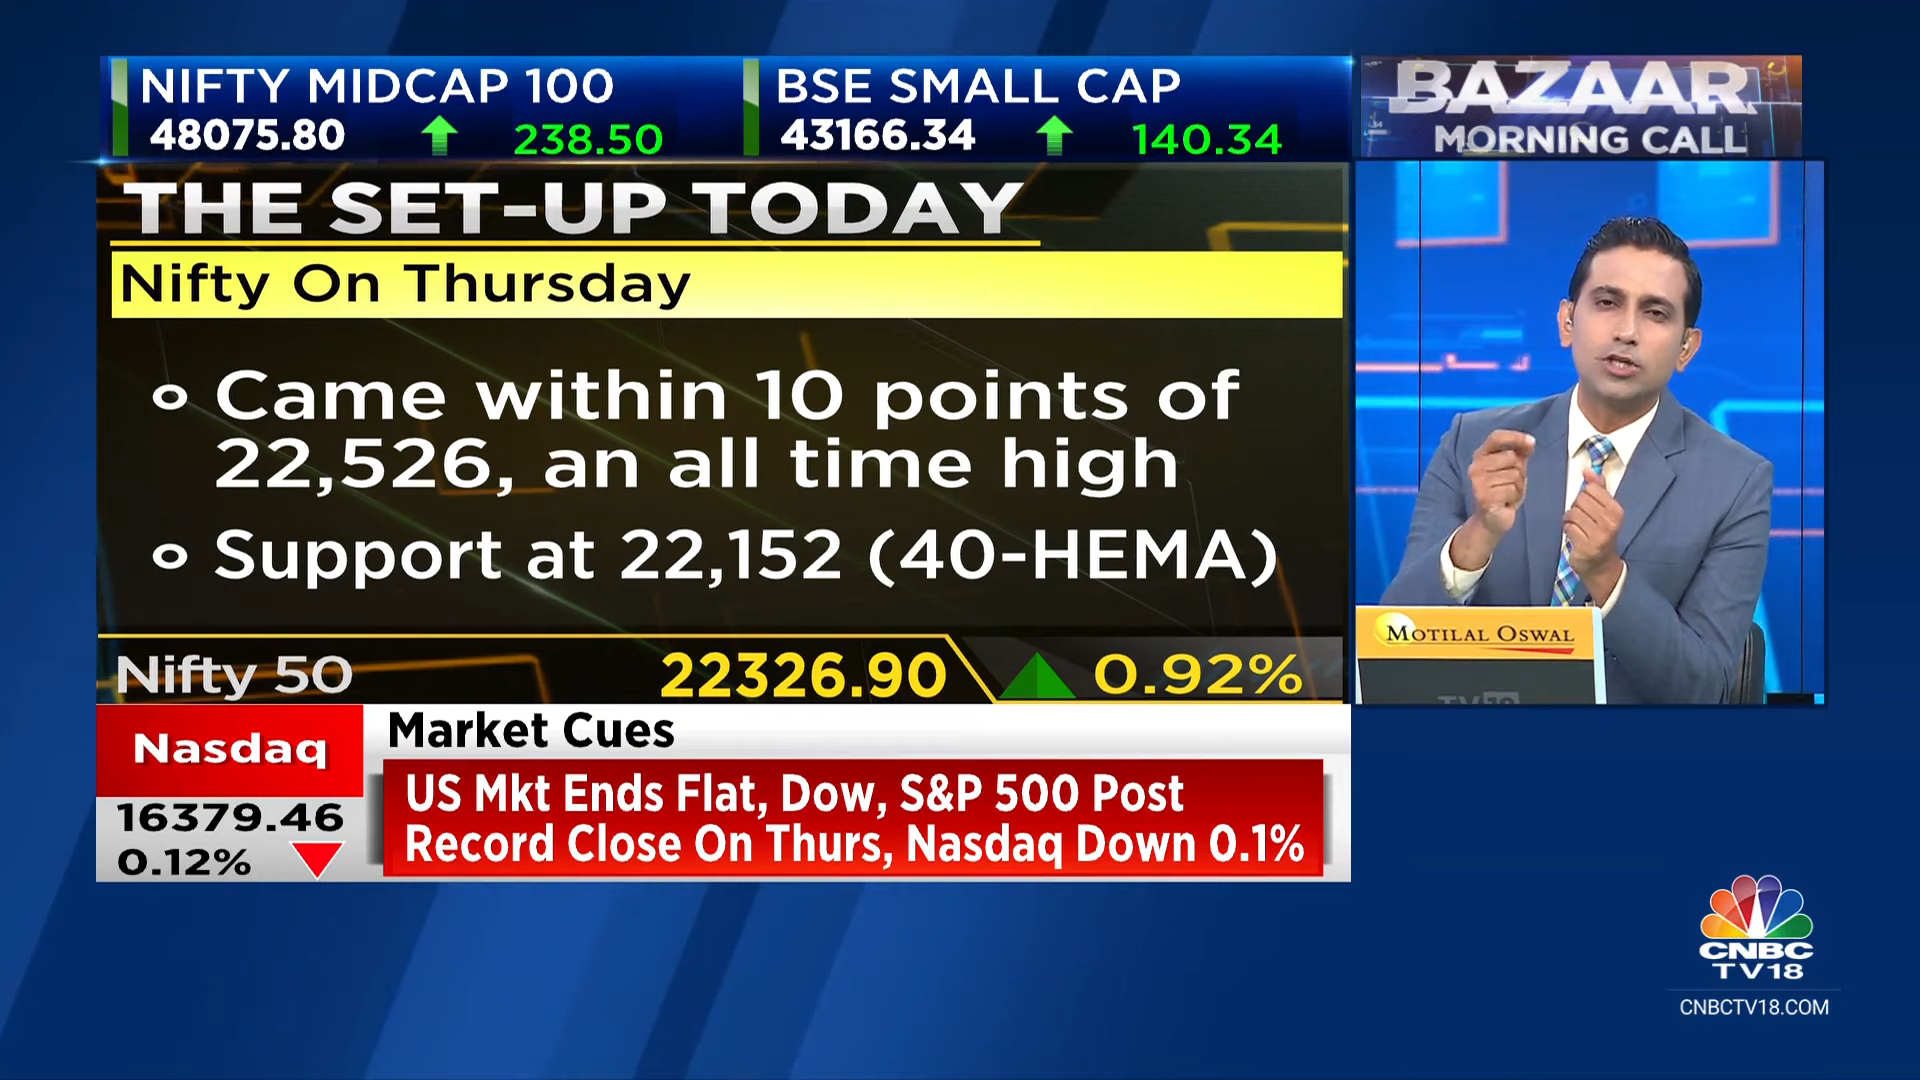 NIFTY MIDCAP 100
48075.80 238.50
BSE SMALL CAP
43166.34 140.34
BAZAAR
MORNING CALL
THE SET-UP TODAY
Nifty On Thursday
Came within 10 points of
22,526, an all time high
Support at 22,152 (40-HEMA)
Nifty 50 22326.90 0.92%
MOTILAL OSWAL
TV18
Nasdaq
16379.46
0.12%
Market Cues
US Mkt Ends Flat, Dow, S&P 500 Post
Record Close On Thurs, Nasdaq Down 0.1%
CNBC
TV18
CNBCTV18.COM